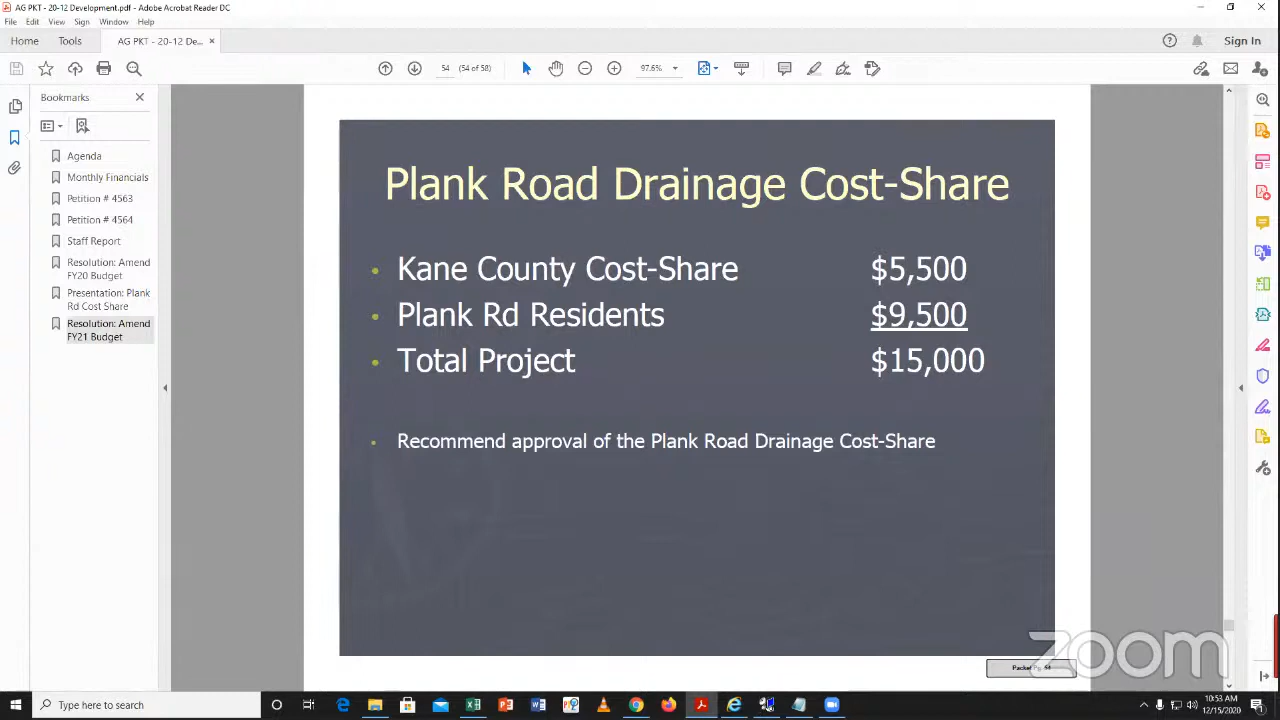 AG PKT - 20-12 Development.pdf - Adobe Acrobat Reader DC
File Edit View Sign Window Help
Home Tools AG PKT - 20-12 De... × Sign In
54 (54 of 58) 97.6%
Bookmarks
Agenda
Monthly Financials
Petition # 4563
Petition # 4564
Staff Report
Resolution: Amend
FY20 Budget
Presentation: Plank
Rd Cost Share
Resolution: Amend
FY21 Budget
Plank Road Drainage Cost-Share
• Kane County Cost-Share $5,500
• Plank Rd Residents $9,500
• Total Project $15,000
• Recommend approval of the Plank Road Drainage Cost-Share
zoom
Packet Pg. 54
Type here to search
10:53 AM
12/15/2020